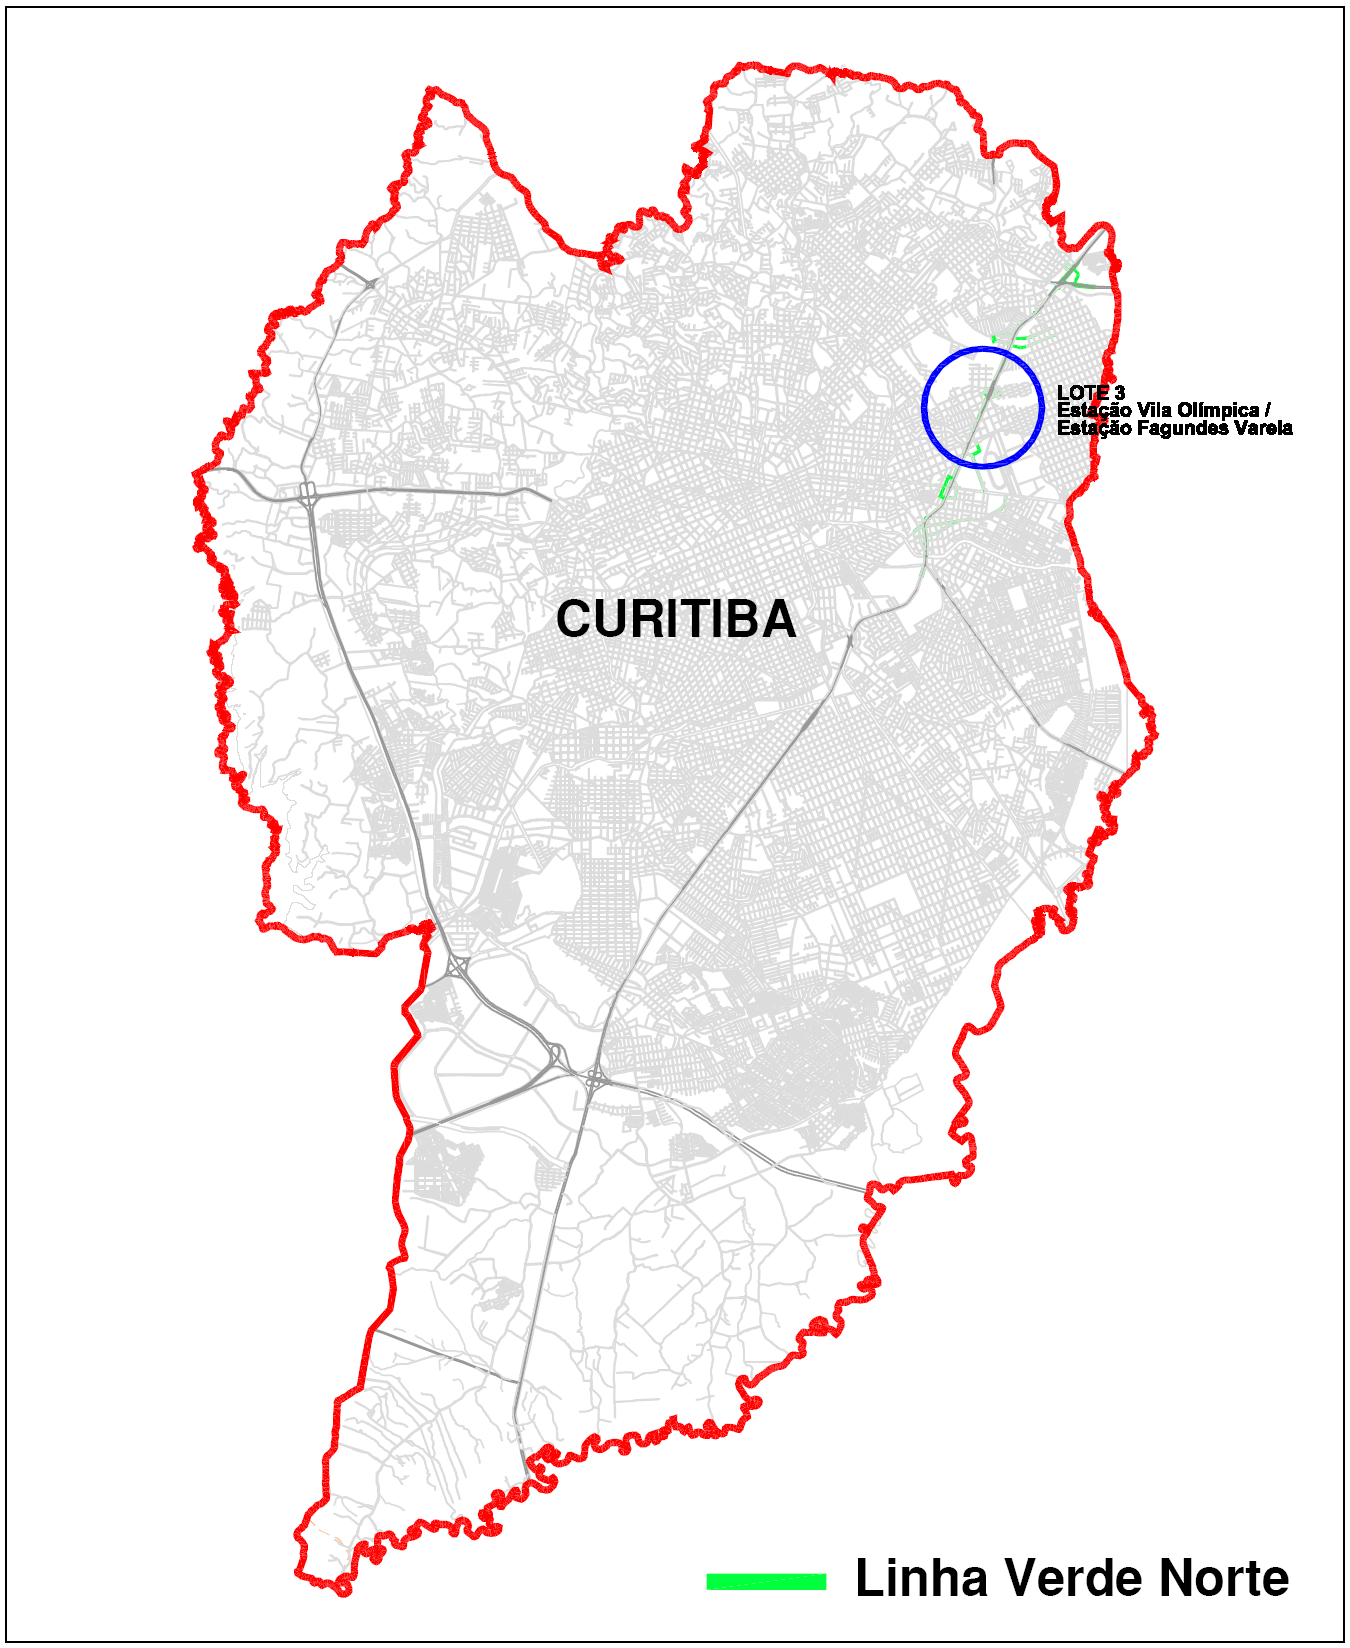 LOTE 3
Estação Vila Olímpica /
Estação Fagundes Varela
CURITIBA
Linha Verde Norte